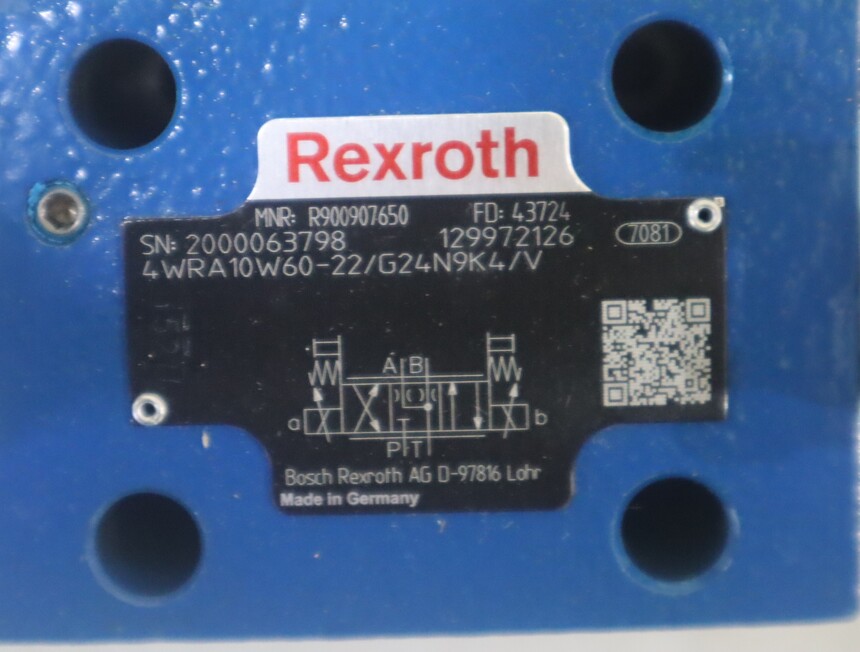 Rexroth
MNR: R900907650 FD: 43724
SN: 2000063798 129972126 7081
4WRA10W60-22/G24N9K4/V
A B
a b
P T
Bosch Rexroth AG D-97816 Lohr
Made in Germany